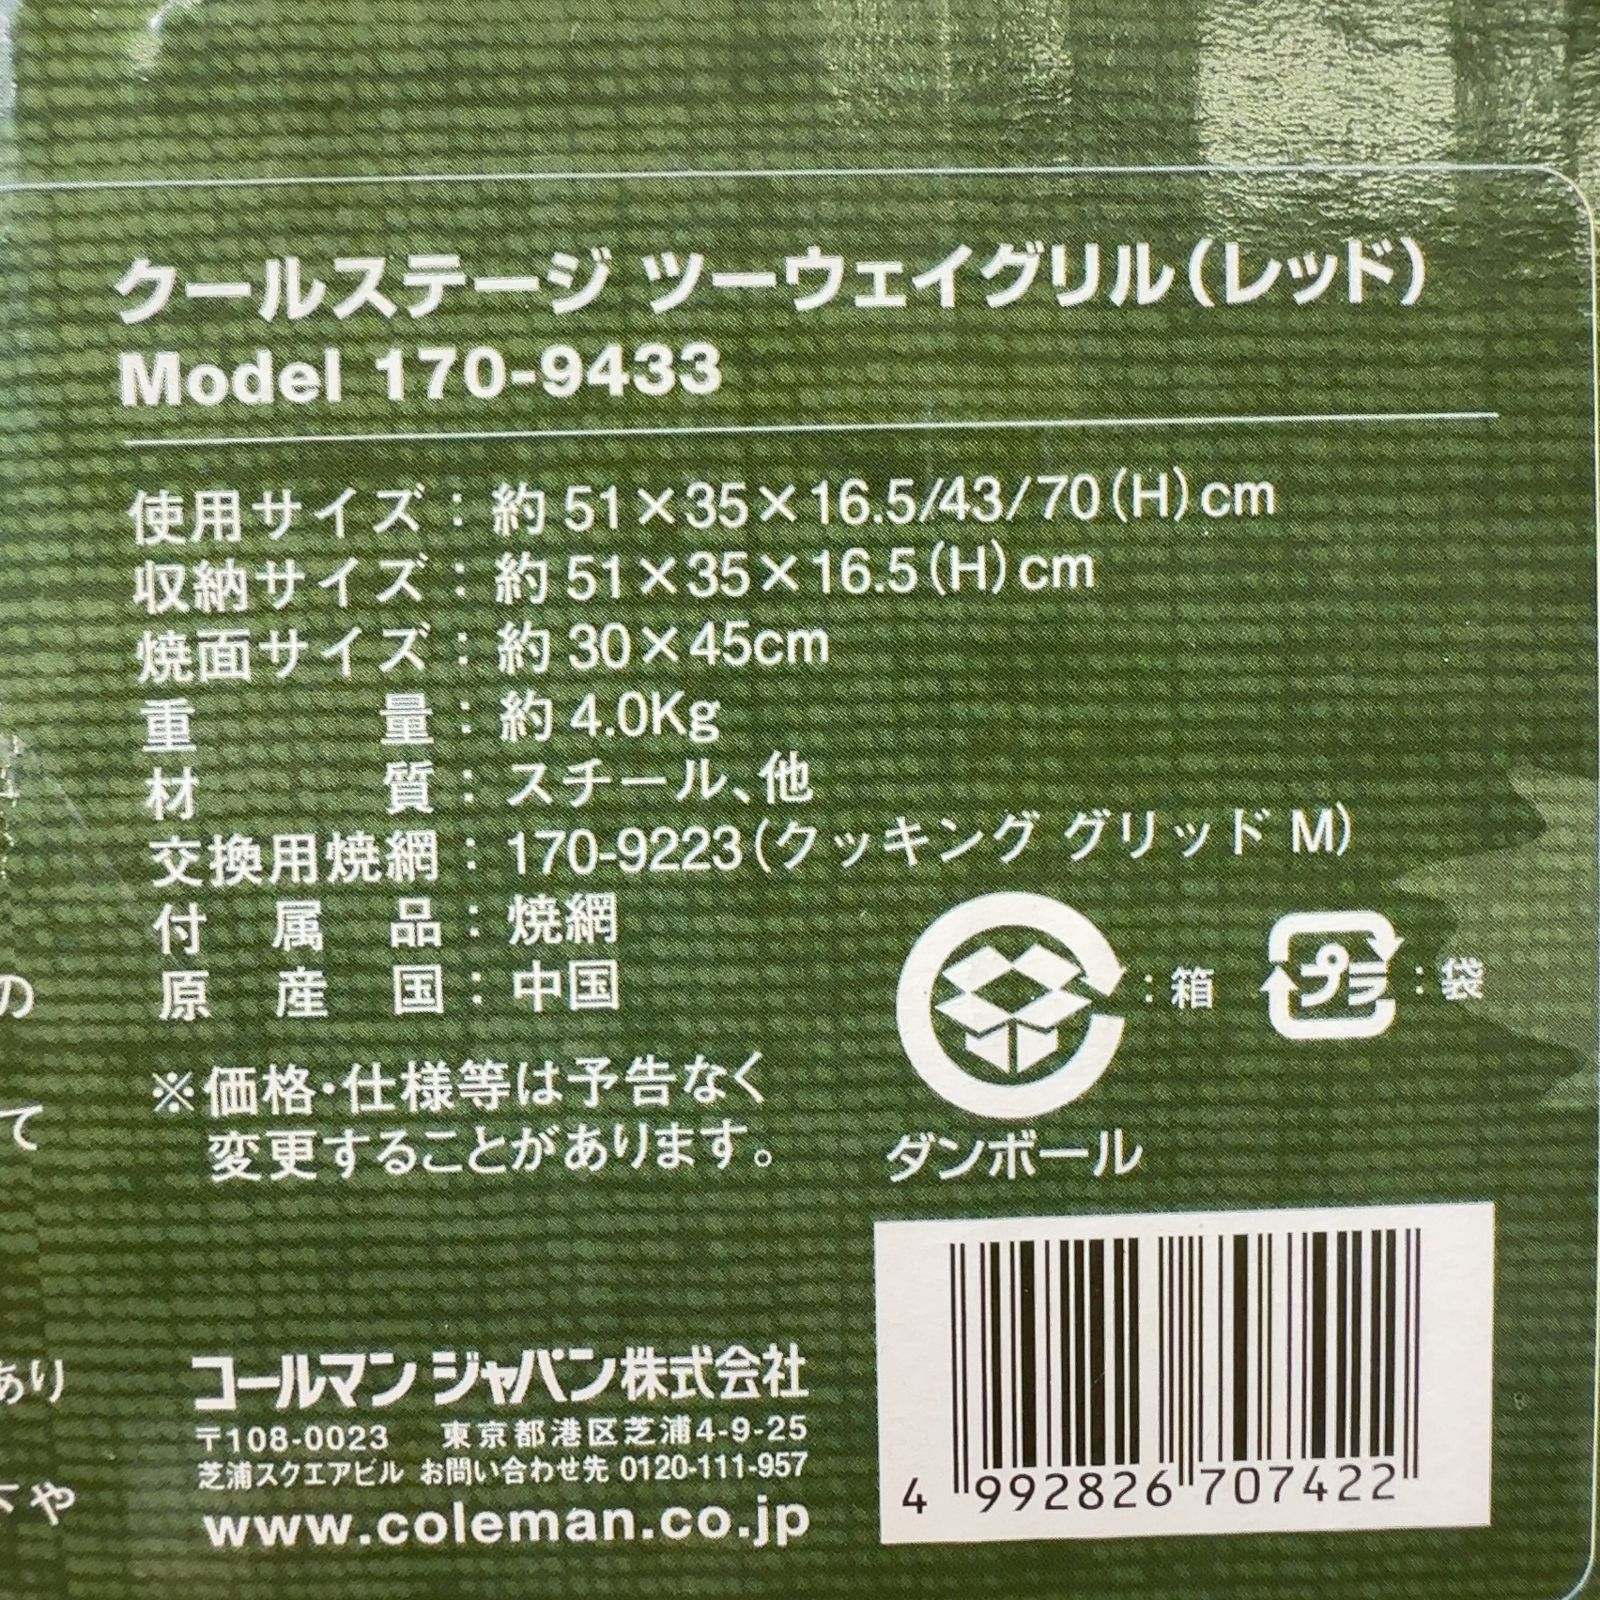 クールステージ ツーウェイグリル(レッド)
Model 170-9433
使用サイズ：約 51×35×16.5/43/70(H)cm
収納サイズ：約 51×35×16.5(H)cm
焼面サイズ：約 30×45cm
重量：約 4.0Kg
材質：スチール、他
交換用焼網：170-9223(クッキング グリッド M)
付属品：焼網
原産国：中国
：箱
プラ
：袋
ダンボール
※価格・仕様等は予告なく
変更することがあります。
の
て
あり
や
コールマン ジャパン株式会社
〒108-0023 東京都港区芝浦4-9-25
芝浦スクエアビル お問い合わせ先 0120-111-957
www.coleman.co.jp
4 992826 707422